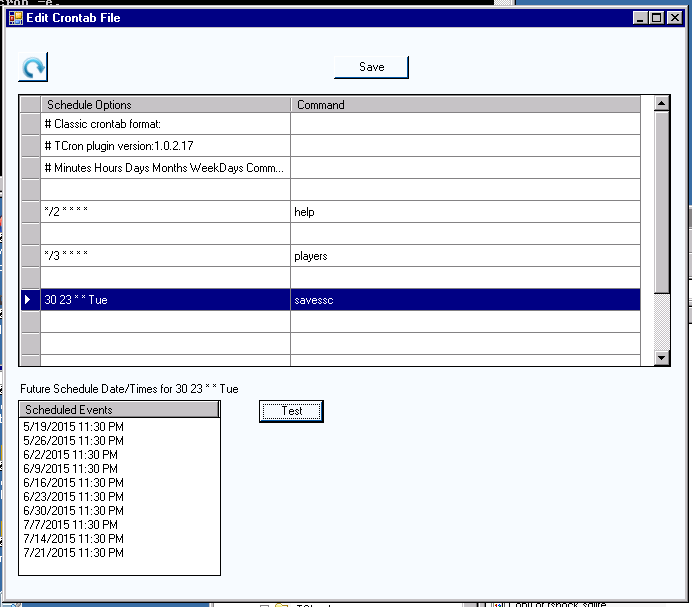 cron -e.
Edit Crontab File
Save
Schedule Options Command
# Classic crontab format:
# TCron plugin version:1.0.2.17
# Minutes Hours Days Months WeekDays Comm...
*/2 * * * * help
*/3 * * * * players
30 23 * * Tue savessc
Future Schedule Date/Times for 30 23 * * Tue
Scheduled Events Test
5/19/2015 11:30 PM
5/26/2015 11:30 PM
6/2/2015 11:30 PM
6/9/2015 11:30 PM
6/16/2015 11:30 PM
6/23/2015 11:30 PM
6/30/2015 11:30 PM
7/7/2015 11:30 PM
7/14/2015 11:30 PM
7/21/2015 11:30 PM